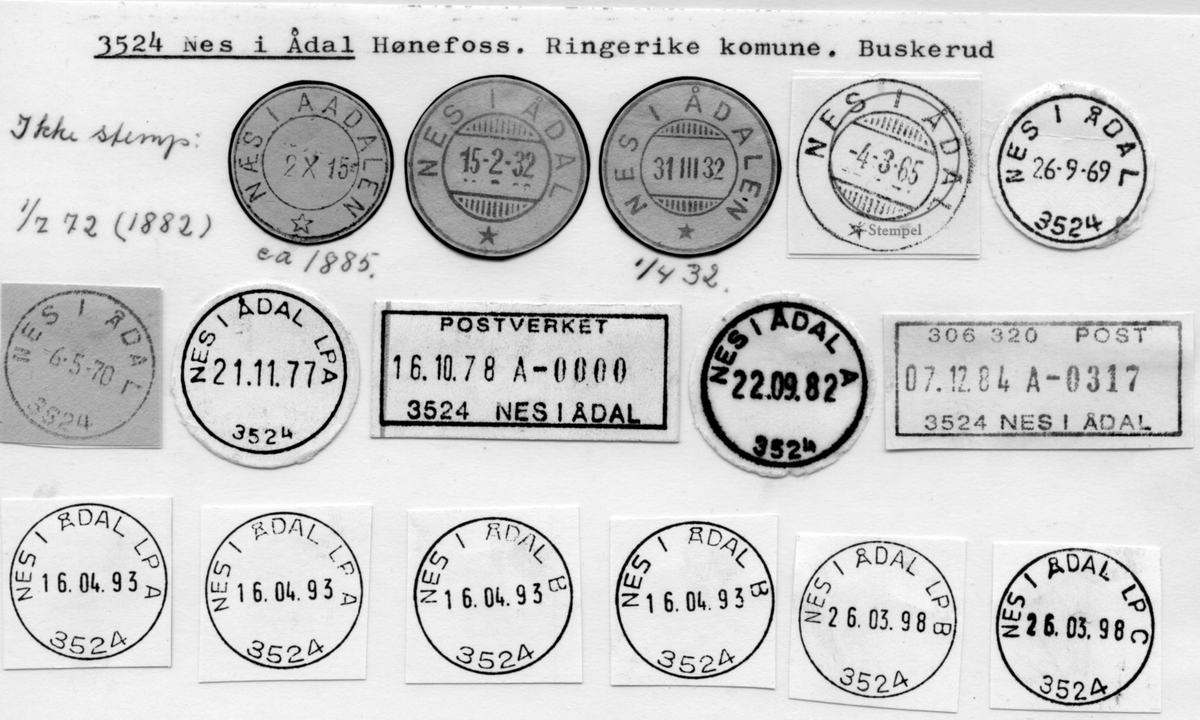 3524 Nes i Ådal Hønefoss. Ringerike komune. Buskerud
Ikke stemp:
1/7 72 (1882)
NÆS I AADALEN
2 X 15
ca 1885.
NES I ÅDAL
15-2-32
NES I ÅDALEN
31 III 32
1/4 32.
NES I ÅDAL
-4-3-65
Stempel
NES I ÅDAL
26-9-69
3524
NES I ÅDAL
-6-5-70
3524
NES I ÅDAL LPA
21.11.77
3524
POSTVERKET
16.10.78 A-0000
3524 NES I ÅDAL
NES I ÅDAL A
22.09.82
3524
306 320 POST
07.12.84 A-0317
3524 NES I ÅDAL
NES I ÅDAL LP A
16.04.93
3524
NES I ÅDAL LP A
16.04.93
3524
NES I ÅDAL B
16.04.93
3524
NES I ÅDAL B
16.04.93
3524
NES I ÅDAL LP B
26.03.98
3524
NES I ÅDAL LP C
26.03.98
3524